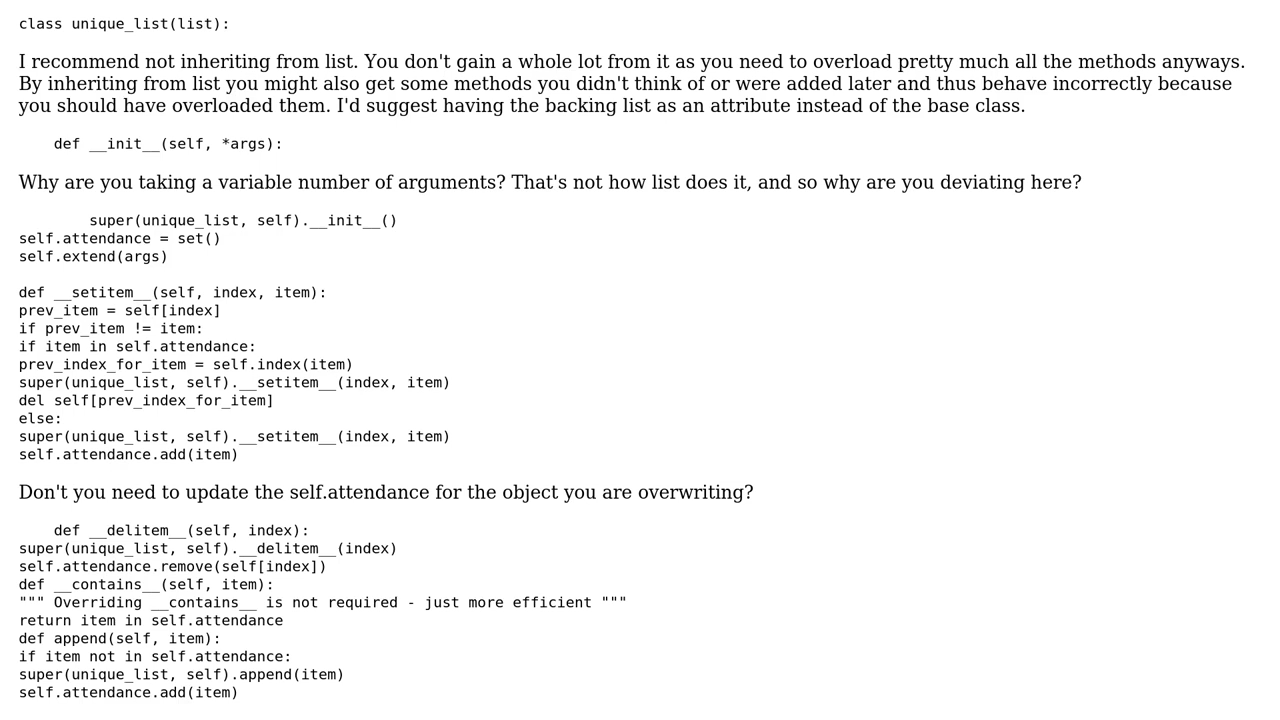 class unique_list(list):
I recommend not inheriting from list. You don't gain a whole lot from it as you need to overload pretty much all the methods anyways.
By inheriting from list you might also get some methods you didn't think of or were added later and thus behave incorrectly because
you should have overloaded them. I'd suggest having the backing list as an attribute instead of the base class.
    def __init__(self, *args):
Why are you taking a variable number of arguments? That's not how list does it, and so why are you deviating here?
        super(unique_list, self).__init__()
self.attendance = set()
self.extend(args)
def __setitem__(self, index, item):
prev_item = self[index]
if prev_item != item:
if item in self.attendance:
prev_index_for_item = self.index(item)
super(unique_list, self).__setitem__(index, item)
del self[prev_index_for_item]
else:
super(unique_list, self).__setitem__(index, item)
self.attendance.add(item)
Don't you need to update the self.attendance for the object you are overwriting?
    def __delitem__(self, index):
super(unique_list, self).__delitem__(index)
self.attendance.remove(self[index])
def __contains__(self, item):
""" Overriding __contains__ is not required - just more efficient """
return item in self.attendance
def append(self, item):
if item not in self.attendance:
super(unique_list, self).append(item)
self.attendance.add(item)